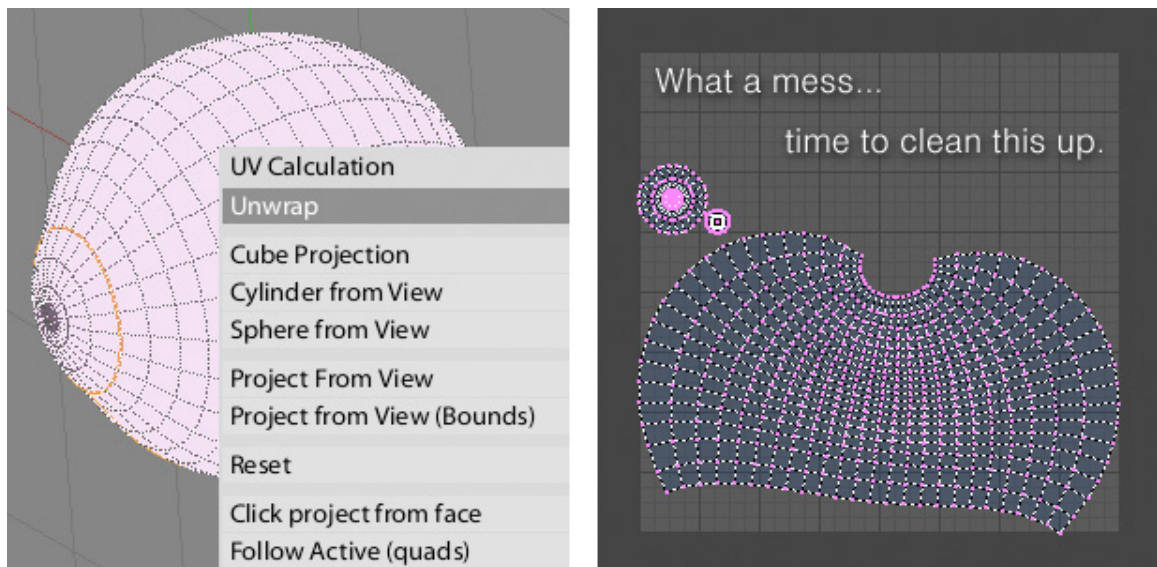 UV Calculation
Unwrap
Cube Projection
Cylinder from View
Sphere from View
Project From View
Project from View (Bounds)
Reset
Click project from face
Follow Active (quads)
What a mess...
time to clean this up.